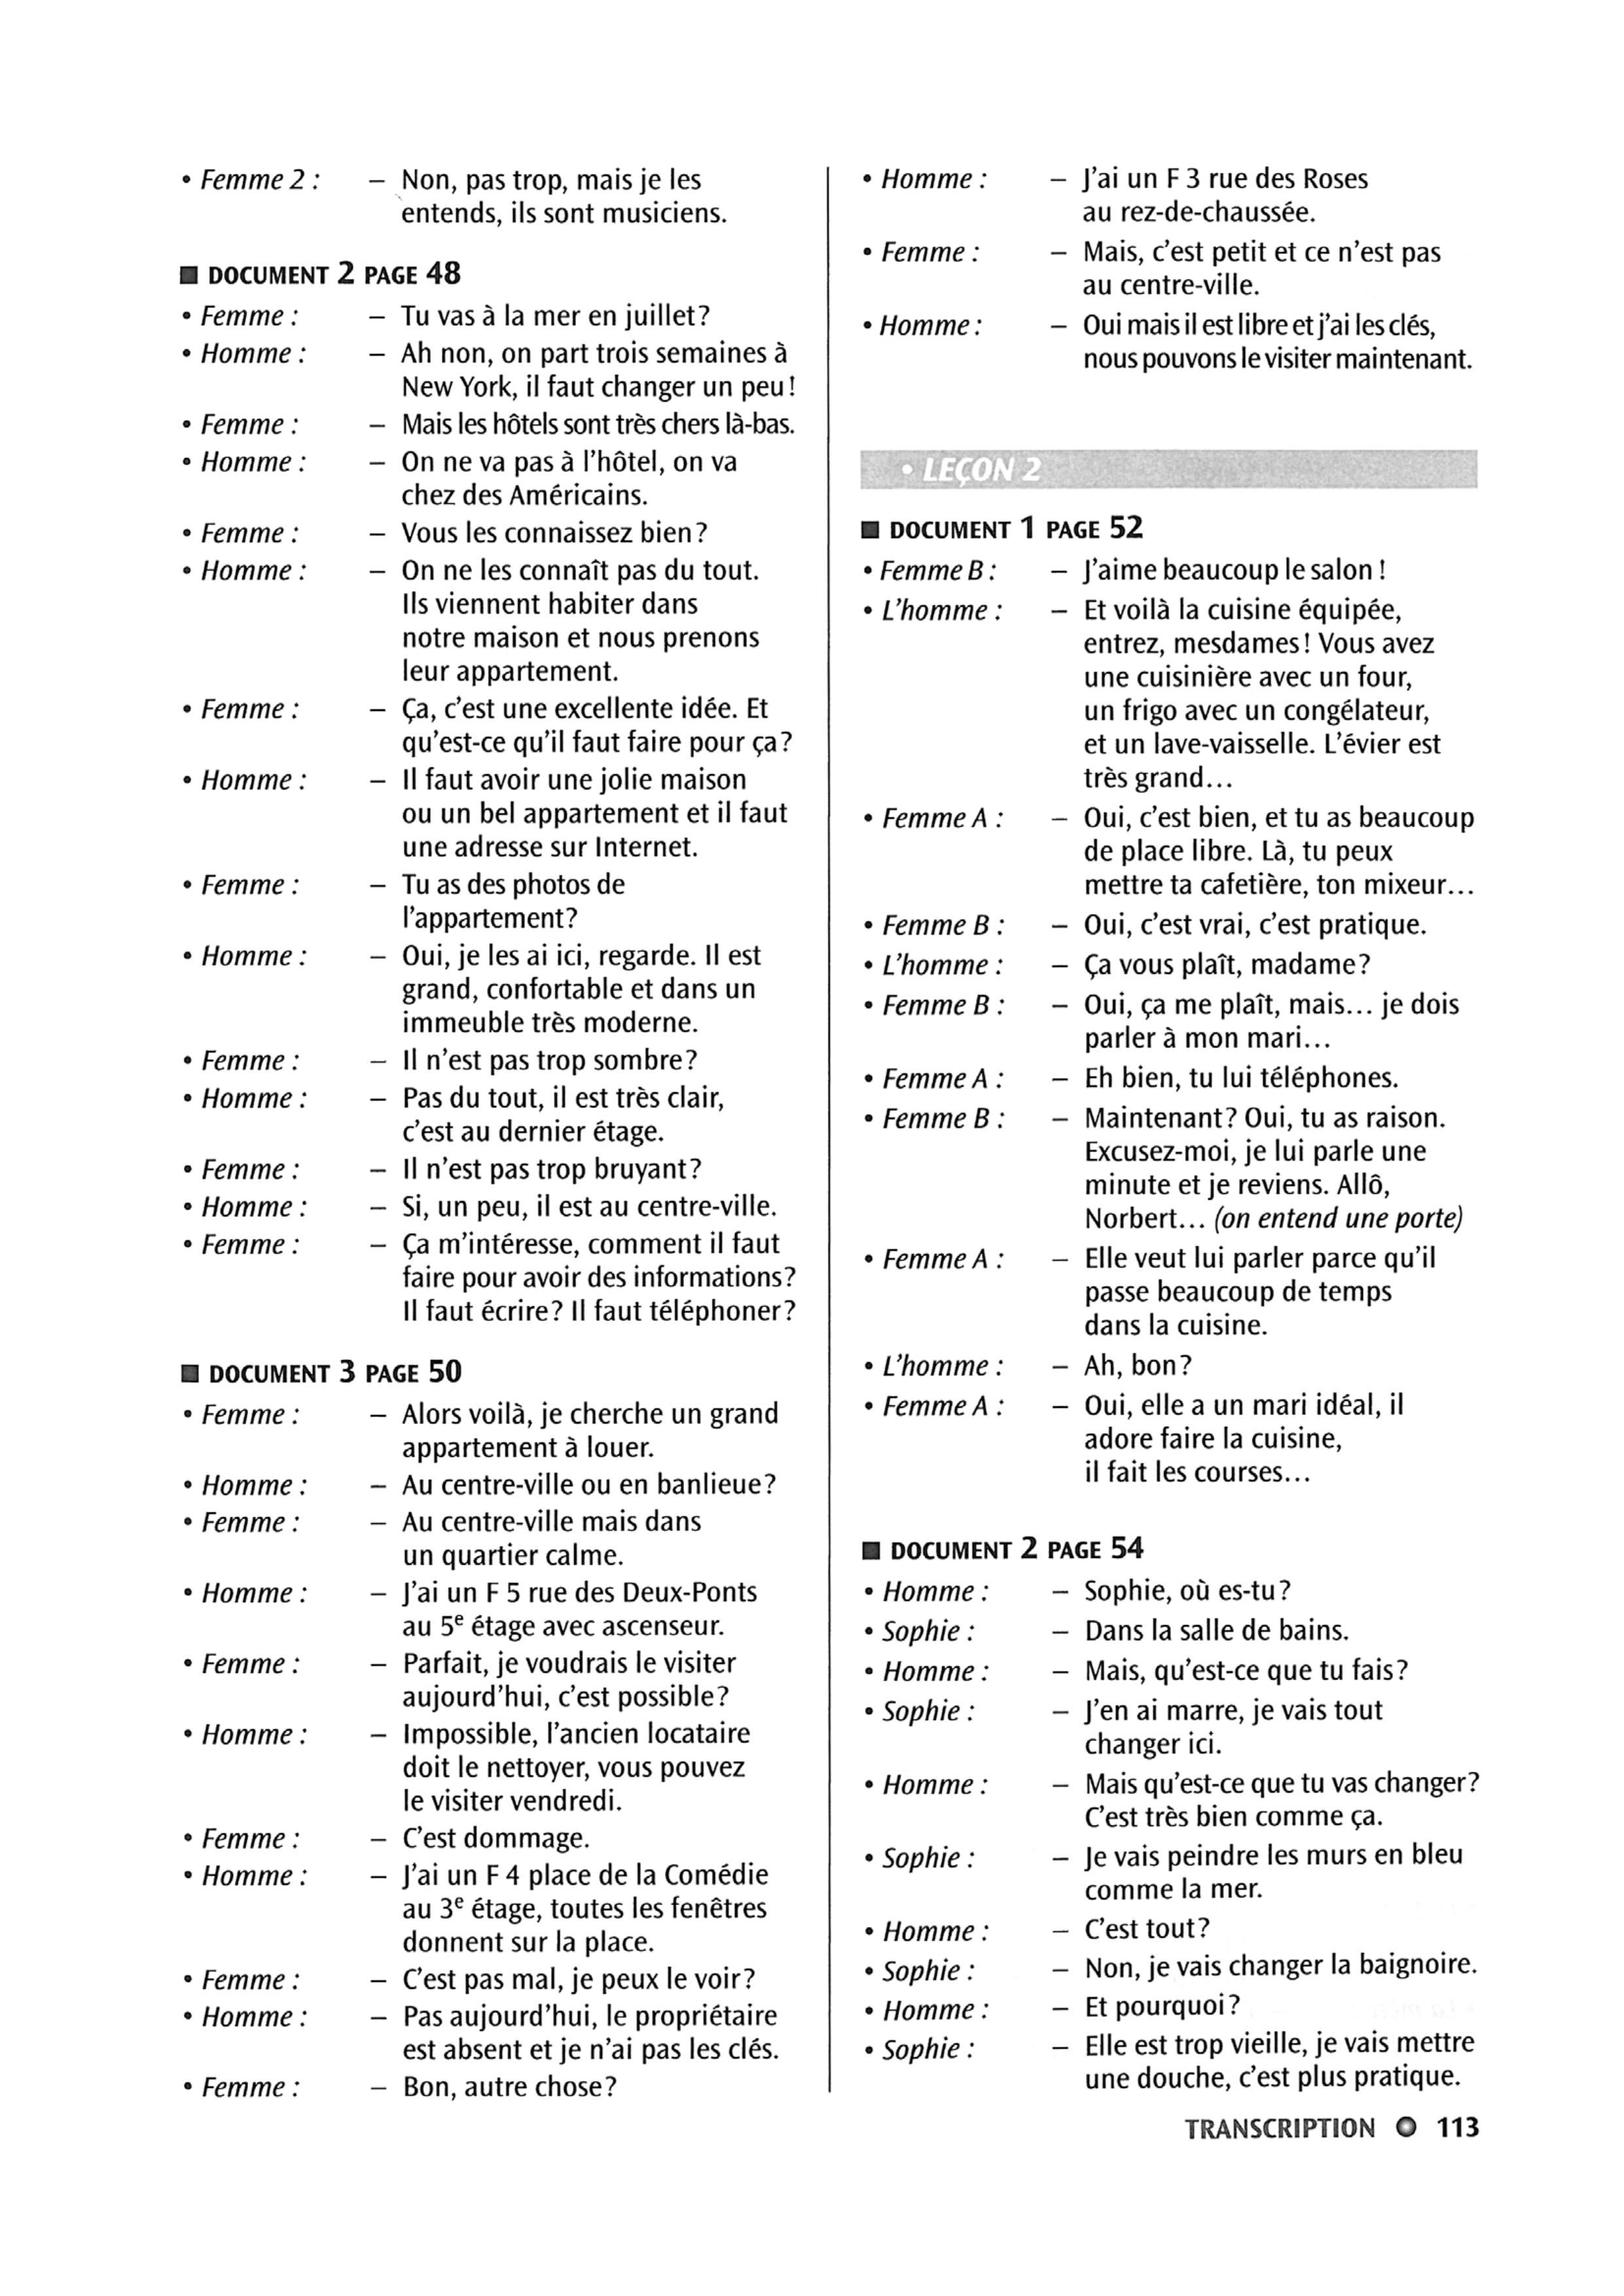 • Femme 2 : – Non, pas trop, mais je les
entends, ils sont musiciens.
■ DOCUMENT 2 PAGE 48
• Femme : – Tu vas à la mer en juillet?
• Homme : – Ah non, on part trois semaines à
New York, il faut changer un peu!
• Femme : – Mais les hôtels sont très chers là-bas.
• Homme : – On ne va pas à l'hôtel, on va
chez des Américains.
• Femme : – Vous les connaissez bien?
• Homme : – On ne les connaît pas du tout.
Ils viennent habiter dans
notre maison et nous prenons
leur appartement.
• Femme : – Ça, c'est une excellente idée. Et
qu'est-ce qu'il faut faire pour ça?
• Homme : – Il faut avoir une jolie maison
ou un bel appartement et il faut
une adresse sur Internet.
• Femme : – Tu as des photos de
l'appartement?
• Homme : – Oui, je les ai ici, regarde. Il est
grand, confortable et dans un
immeuble très moderne.
• Femme : – Il n'est pas trop sombre?
• Homme : – Pas du tout, il est très clair,
c'est au dernier étage.
• Femme : – Il n'est pas trop bruyant?
• Homme : – Si, un peu, il est au centre-ville.
• Femme : – Ça m'intéresse, comment il faut
faire pour avoir des informations?
Il faut écrire? Il faut téléphoner?
■ DOCUMENT 3 PAGE 50
• Femme : – Alors voilà, je cherche un grand
appartement à louer.
• Homme : – Au centre-ville ou en banlieue?
• Femme : – Au centre-ville mais dans
un quartier calme.
• Homme : – J'ai un F 5 rue des Deux-Ponts
au 5e étage avec ascenseur.
• Femme : – Parfait, je voudrais le visiter
aujourd'hui, c'est possible?
• Homme : – Impossible, l'ancien locataire
doit le nettoyer, vous pouvez
le visiter vendredi.
• Femme : – C'est dommage.
• Homme : – J'ai un F 4 place de la Comédie
au 3e étage, toutes les fenêtres
donnent sur la place.
• Femme : – C'est pas mal, je peux le voir?
• Homme : – Pas aujourd'hui, le propriétaire
est absent et je n'ai pas les clés.
• Femme : – Bon, autre chose?
• Homme : – J'ai un F 3 rue des Roses
au rez-de-chaussée.
• Femme : – Mais, c'est petit et ce n'est pas
au centre-ville.
• Homme : – Oui mais il est libre et j'ai les clés,
nous pouvons le visiter maintenant.
• LEÇON 2
■ DOCUMENT 1 PAGE 52
• Femme B : – J'aime beaucoup le salon !
• L'homme : – Et voilà la cuisine équipée,
entrez, mesdames! Vous avez
une cuisinière avec un four,
un frigo avec un congélateur,
et un lave-vaisselle. L'évier est
très grand...
• Femme A : – Oui, c'est bien, et tu as beaucoup
de place libre. Là, tu peux
mettre ta cafetière, ton mixeur...
• Femme B : – Oui, c'est vrai, c'est pratique.
• L'homme : – Ça vous plaît, madame?
• Femme B : – Oui, ça me plaît, mais... je dois
parler à mon mari...
• Femme A : – Eh bien, tu lui téléphones.
• Femme B : – Maintenant? Oui, tu as raison.
Excusez-moi, je lui parle une
minute et je reviens. Allô,
Norbert... (on entend une porte)
• Femme A : – Elle veut lui parler parce qu'il
passe beaucoup de temps
dans la cuisine.
• L'homme : – Ah, bon?
• Femme A : – Oui, elle a un mari idéal, il
adore faire la cuisine,
il fait les courses...
■ DOCUMENT 2 PAGE 54
• Homme : – Sophie, où es-tu?
• Sophie : – Dans la salle de bains.
• Homme : – Mais, qu'est-ce que tu fais?
• Sophie : – J'en ai marre, je vais tout
changer ici.
• Homme : – Mais qu'est-ce que tu vas changer?
C'est très bien comme ça.
• Sophie : – Je vais peindre les murs en bleu
comme la mer.
• Homme : – C'est tout?
• Sophie : – Non, je vais changer la baignoire.
• Homme : – Et pourquoi?
• Sophie : – Elle est trop vieille, je vais mettre
une douche, c'est plus pratique.
TRANSCRIPTION 113